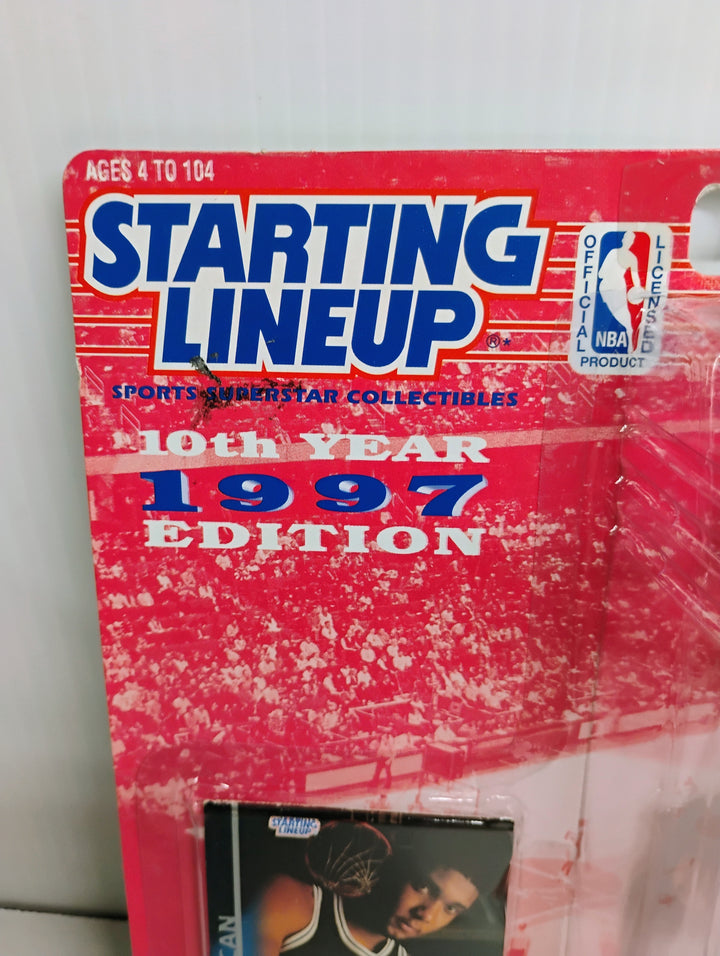 AGES 4 TO 104
STARTING
LINEUP ®*
SPORTS SUPERSTAR COLLECTIBLES
OFFICIAL
LICENSED
NBA
PRODUCT
10th YEAR
1997
EDITION
STARTING
LINEUP